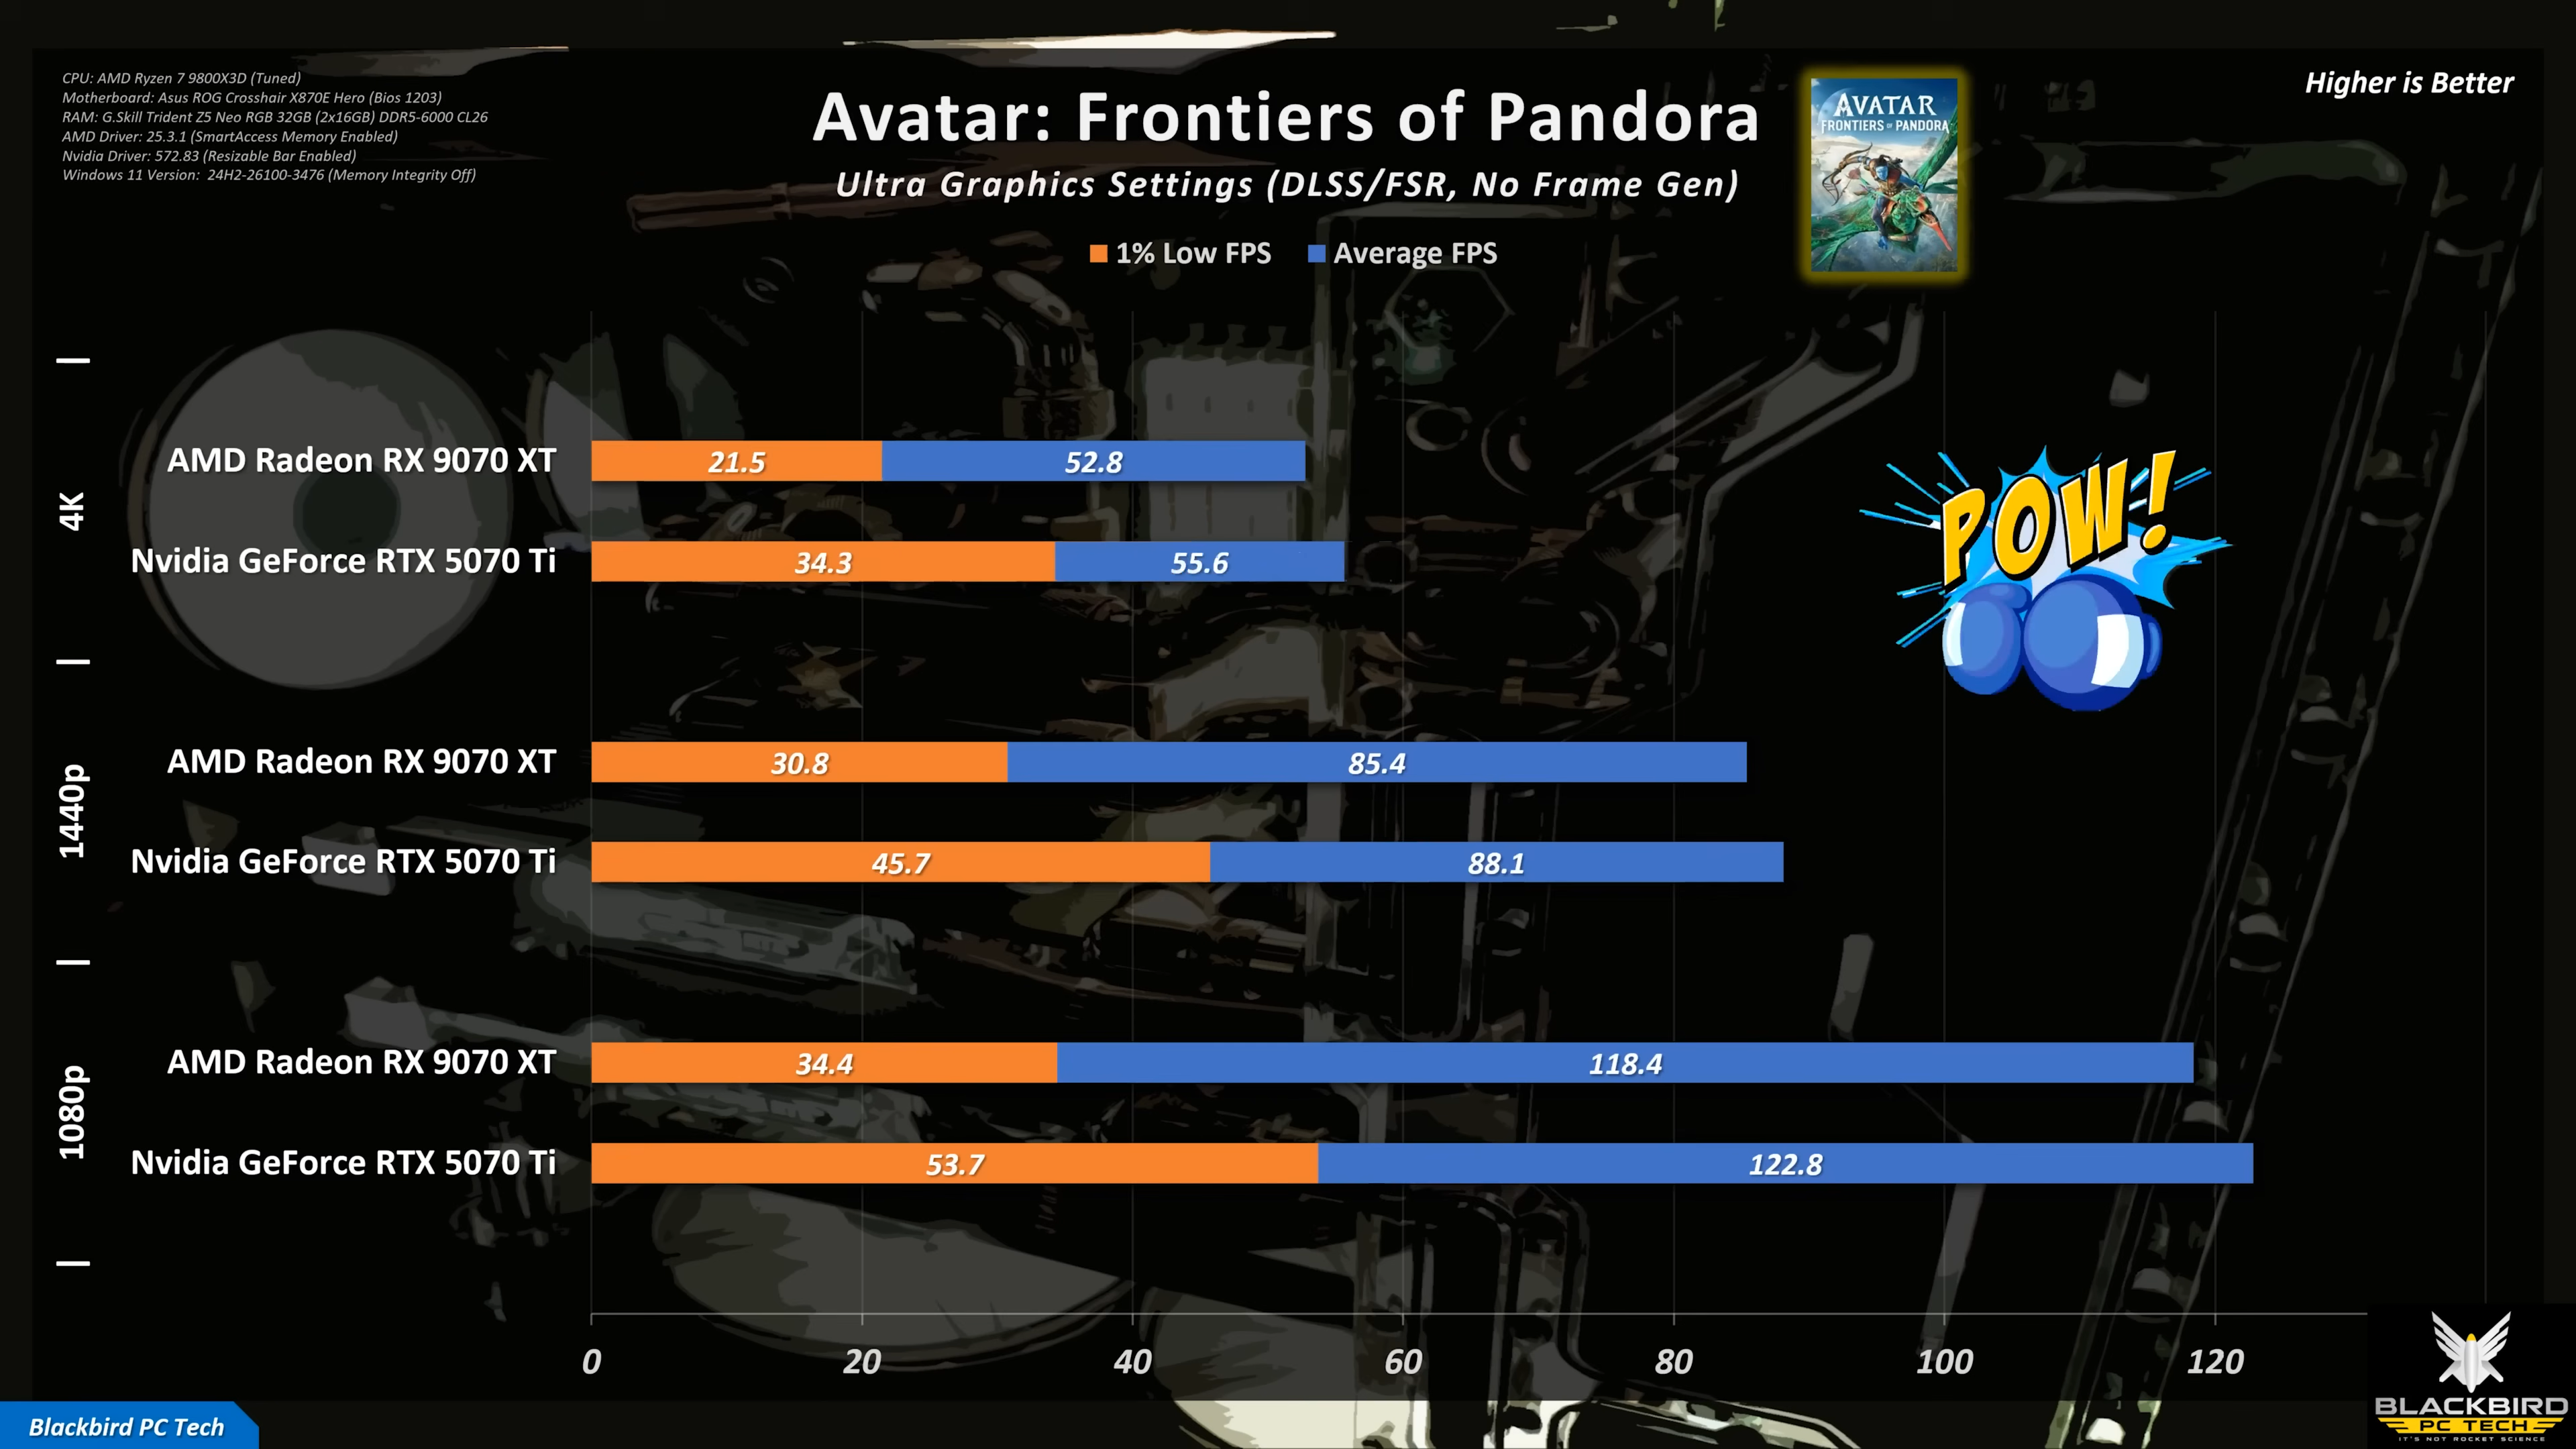 CPU: AMD Ryzen 7 9800X3D (Tuned)
Motherboard: Asus ROG Crosshair X870E Hero (Bios 1203)
RAM: G.Skill Trident Z5 Neo RGB 32GB (2x16GB) DDR5-6000 CL26
AMD Driver: 25.3.1 (SmartAccess Memory Enabled)
Nvidia Driver: 572.83 (Resizable Bar Enabled)
Windows 11 Version: 24H2-26100-3476 (Memory Integrity Off)
Avatar: Frontiers of Pandora
Ultra Graphics Settings (DLSS/FSR, No Frame Gen)
1% Low FPS Average FPS
AVATAR
FRONTIERS OF PANDORA
Higher is Better
4K
AMD Radeon RX 9070 XT 21.5 52.8
Nvidia GeForce RTX 5070 Ti 34.3 55.6
POW!
1440p
AMD Radeon RX 9070 XT 30.8 85.4
Nvidia GeForce RTX 5070 Ti 45.7 88.1
1080p
AMD Radeon RX 9070 XT 34.4 118.4
Nvidia GeForce RTX 5070 Ti 53.7 122.8
0 20 40 60 80 100 120
Blackbird PC Tech
BLACKBIRD
PC TECH
IT'S NOT ROCKET SCIENCE